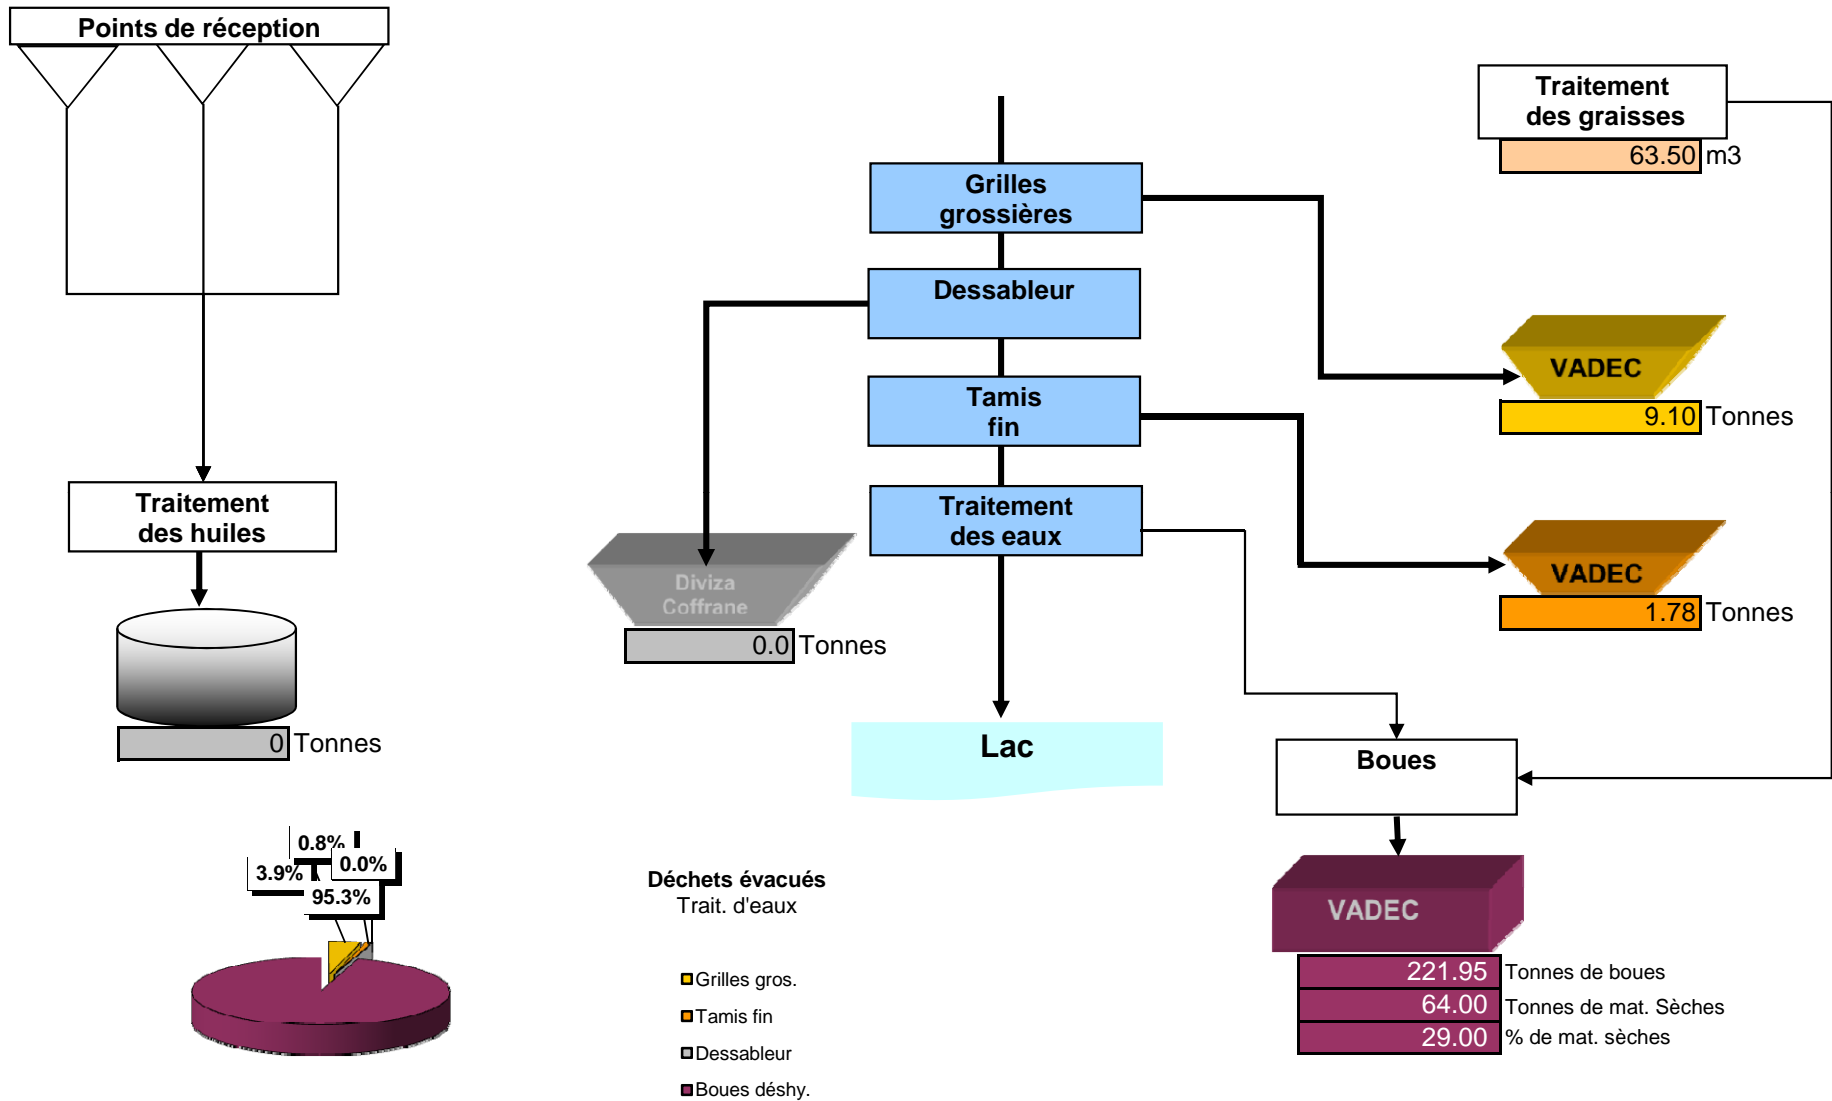 Points de réception
Traitement
des graisses
63.50 m3
Grilles
grossières
Dessableur
VADEC
9.10 Tonnes
Tamis
fin
Traitement
des huiles
Traitement
des eaux
Diviza
Coffrane
0.0 Tonnes
VADEC
1.78 Tonnes
0 Tonnes
Lac
Boues
0.8%
0.0%
3.9%
95.3%
Déchets évacués
Trait. d'eaux
Grilles gros.
Tamis fin
Dessableur
Boues déshy.
VADEC
221.95 Tonnes de boues
64.00 Tonnes de mat. Sèches
29.00 % de mat. sèches